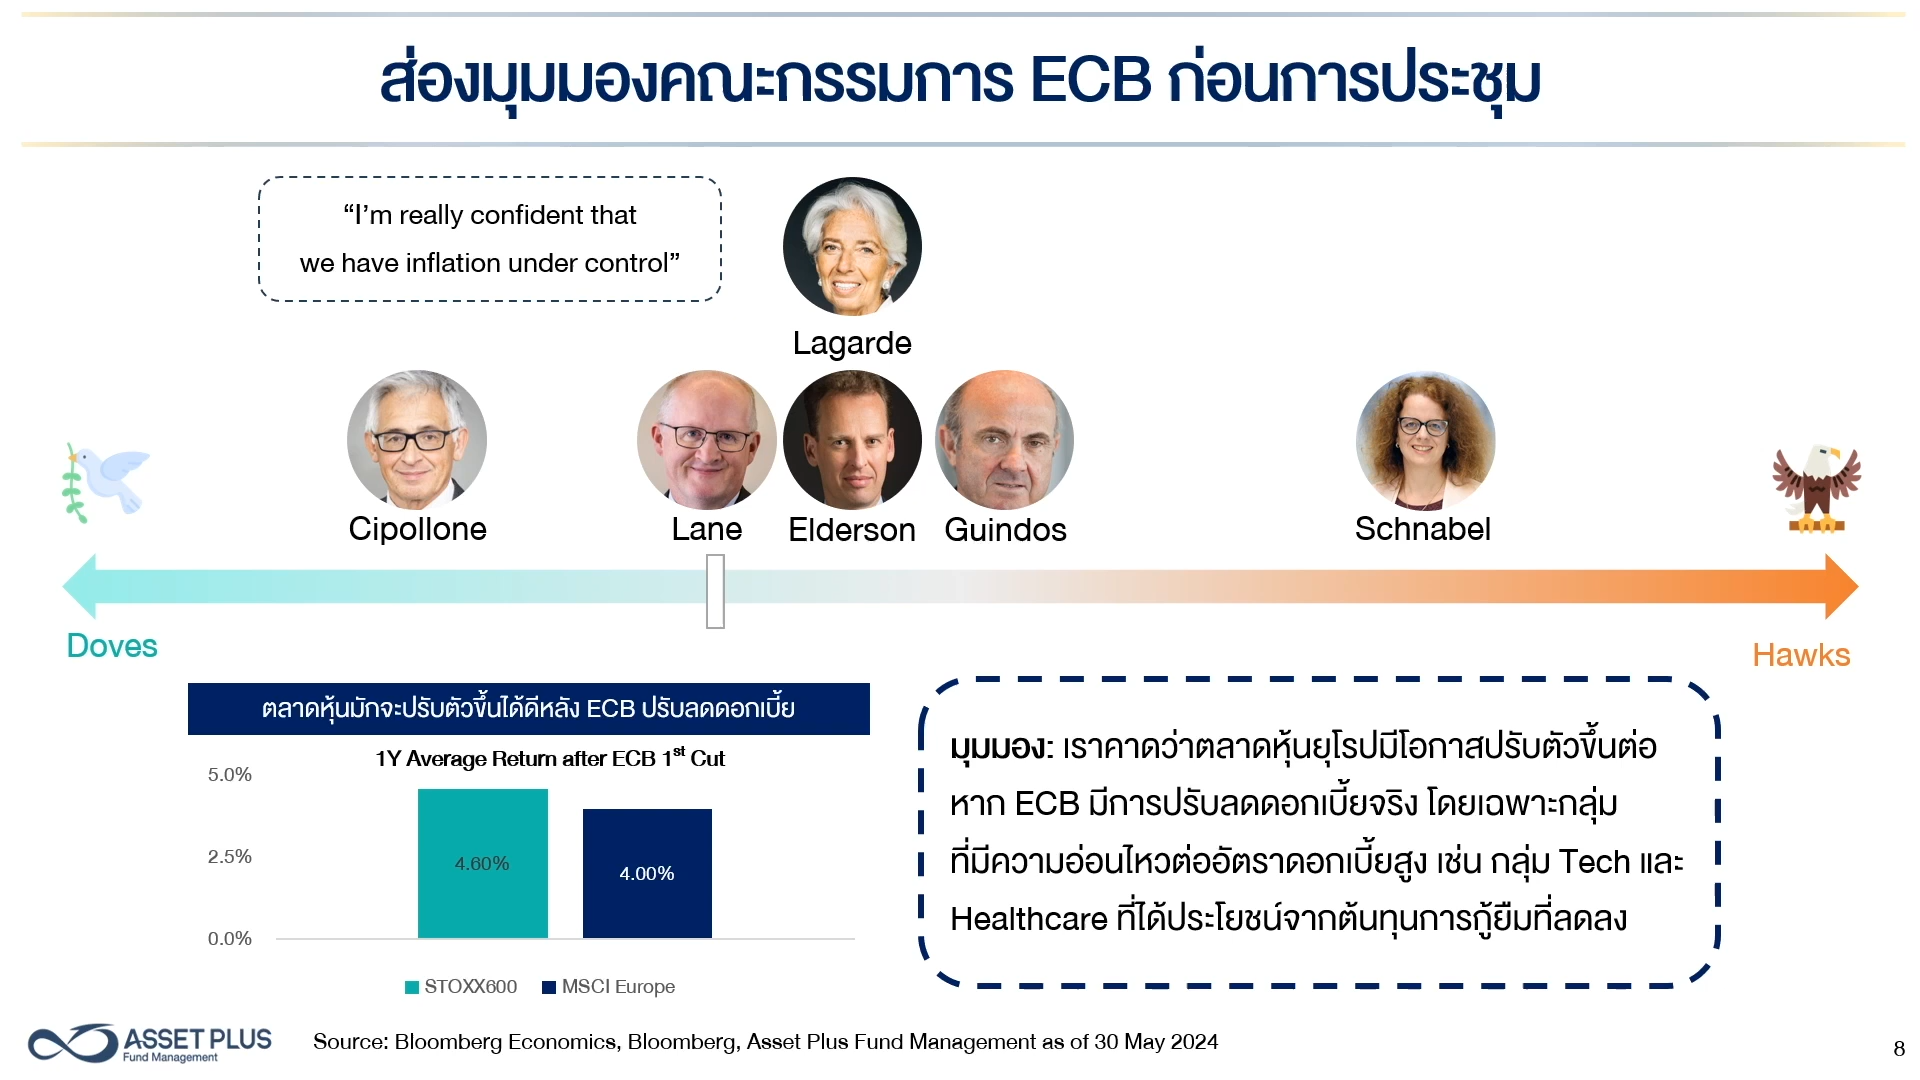 ส่องมุมมองคณะกรรมการ ECB ก่อนการประชุม
“I’m really confident that
we have inflation under control”
Lagarde
Cipollone
Lane
Elderson
Guindos
Schnabel
Doves
Hawks
ตลาดหุ้นมักจะปรับตัวขึ้นได้ดีหลัง ECB ปรับลดดอกเบี้ย
1Y Average Return after ECB 1st Cut
5.0%
2.5%
0.0%
4.60%
4.00%
STOXX600
MSCI Europe
มุมมอง: เราคาดว่าตลาดหุ้นยุโรปมีโอกาสปรับตัวขึ้นต่อ
หาก ECB มีการปรับลดดอกเบี้ยจริง โดยเฉพาะกลุ่ม
ที่มีความอ่อนไหวต่ออัตราดอกเบี้ยสูง เช่น กลุ่ม Tech และ
Healthcare ที่ได้ประโยชน์จากต้นทุนการกู้ยืมที่ลดลง
ASSET PLUS
Fund Management
Source: Bloomberg Economics, Bloomberg, Asset Plus Fund Management as of 30 May 2024
8